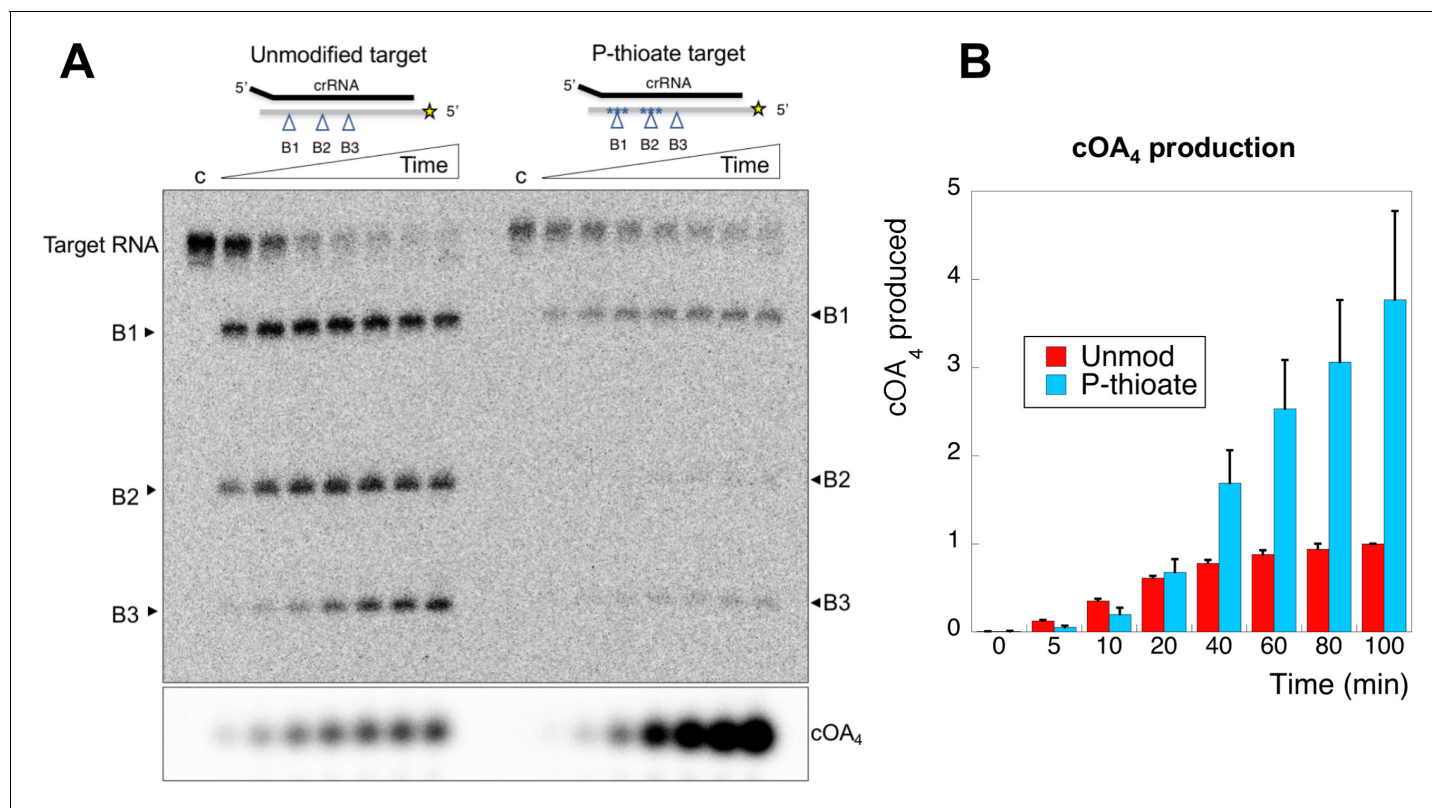 A
Unmodified target
5’
crRNA
5’
B1 B2 B3
Time
c
P-thioate target
5’
crRNA
***
***
5’
B1 B2 B3
Time
c
Target RNA
B1
B2
B3
B1
B2
B3
cOA₄
B
cOA₄ production
cOA₄ produced
5
4
3
2
1
0
Unmod
P-thioate
0 5 10 20 40 60 80 100
Time (min)